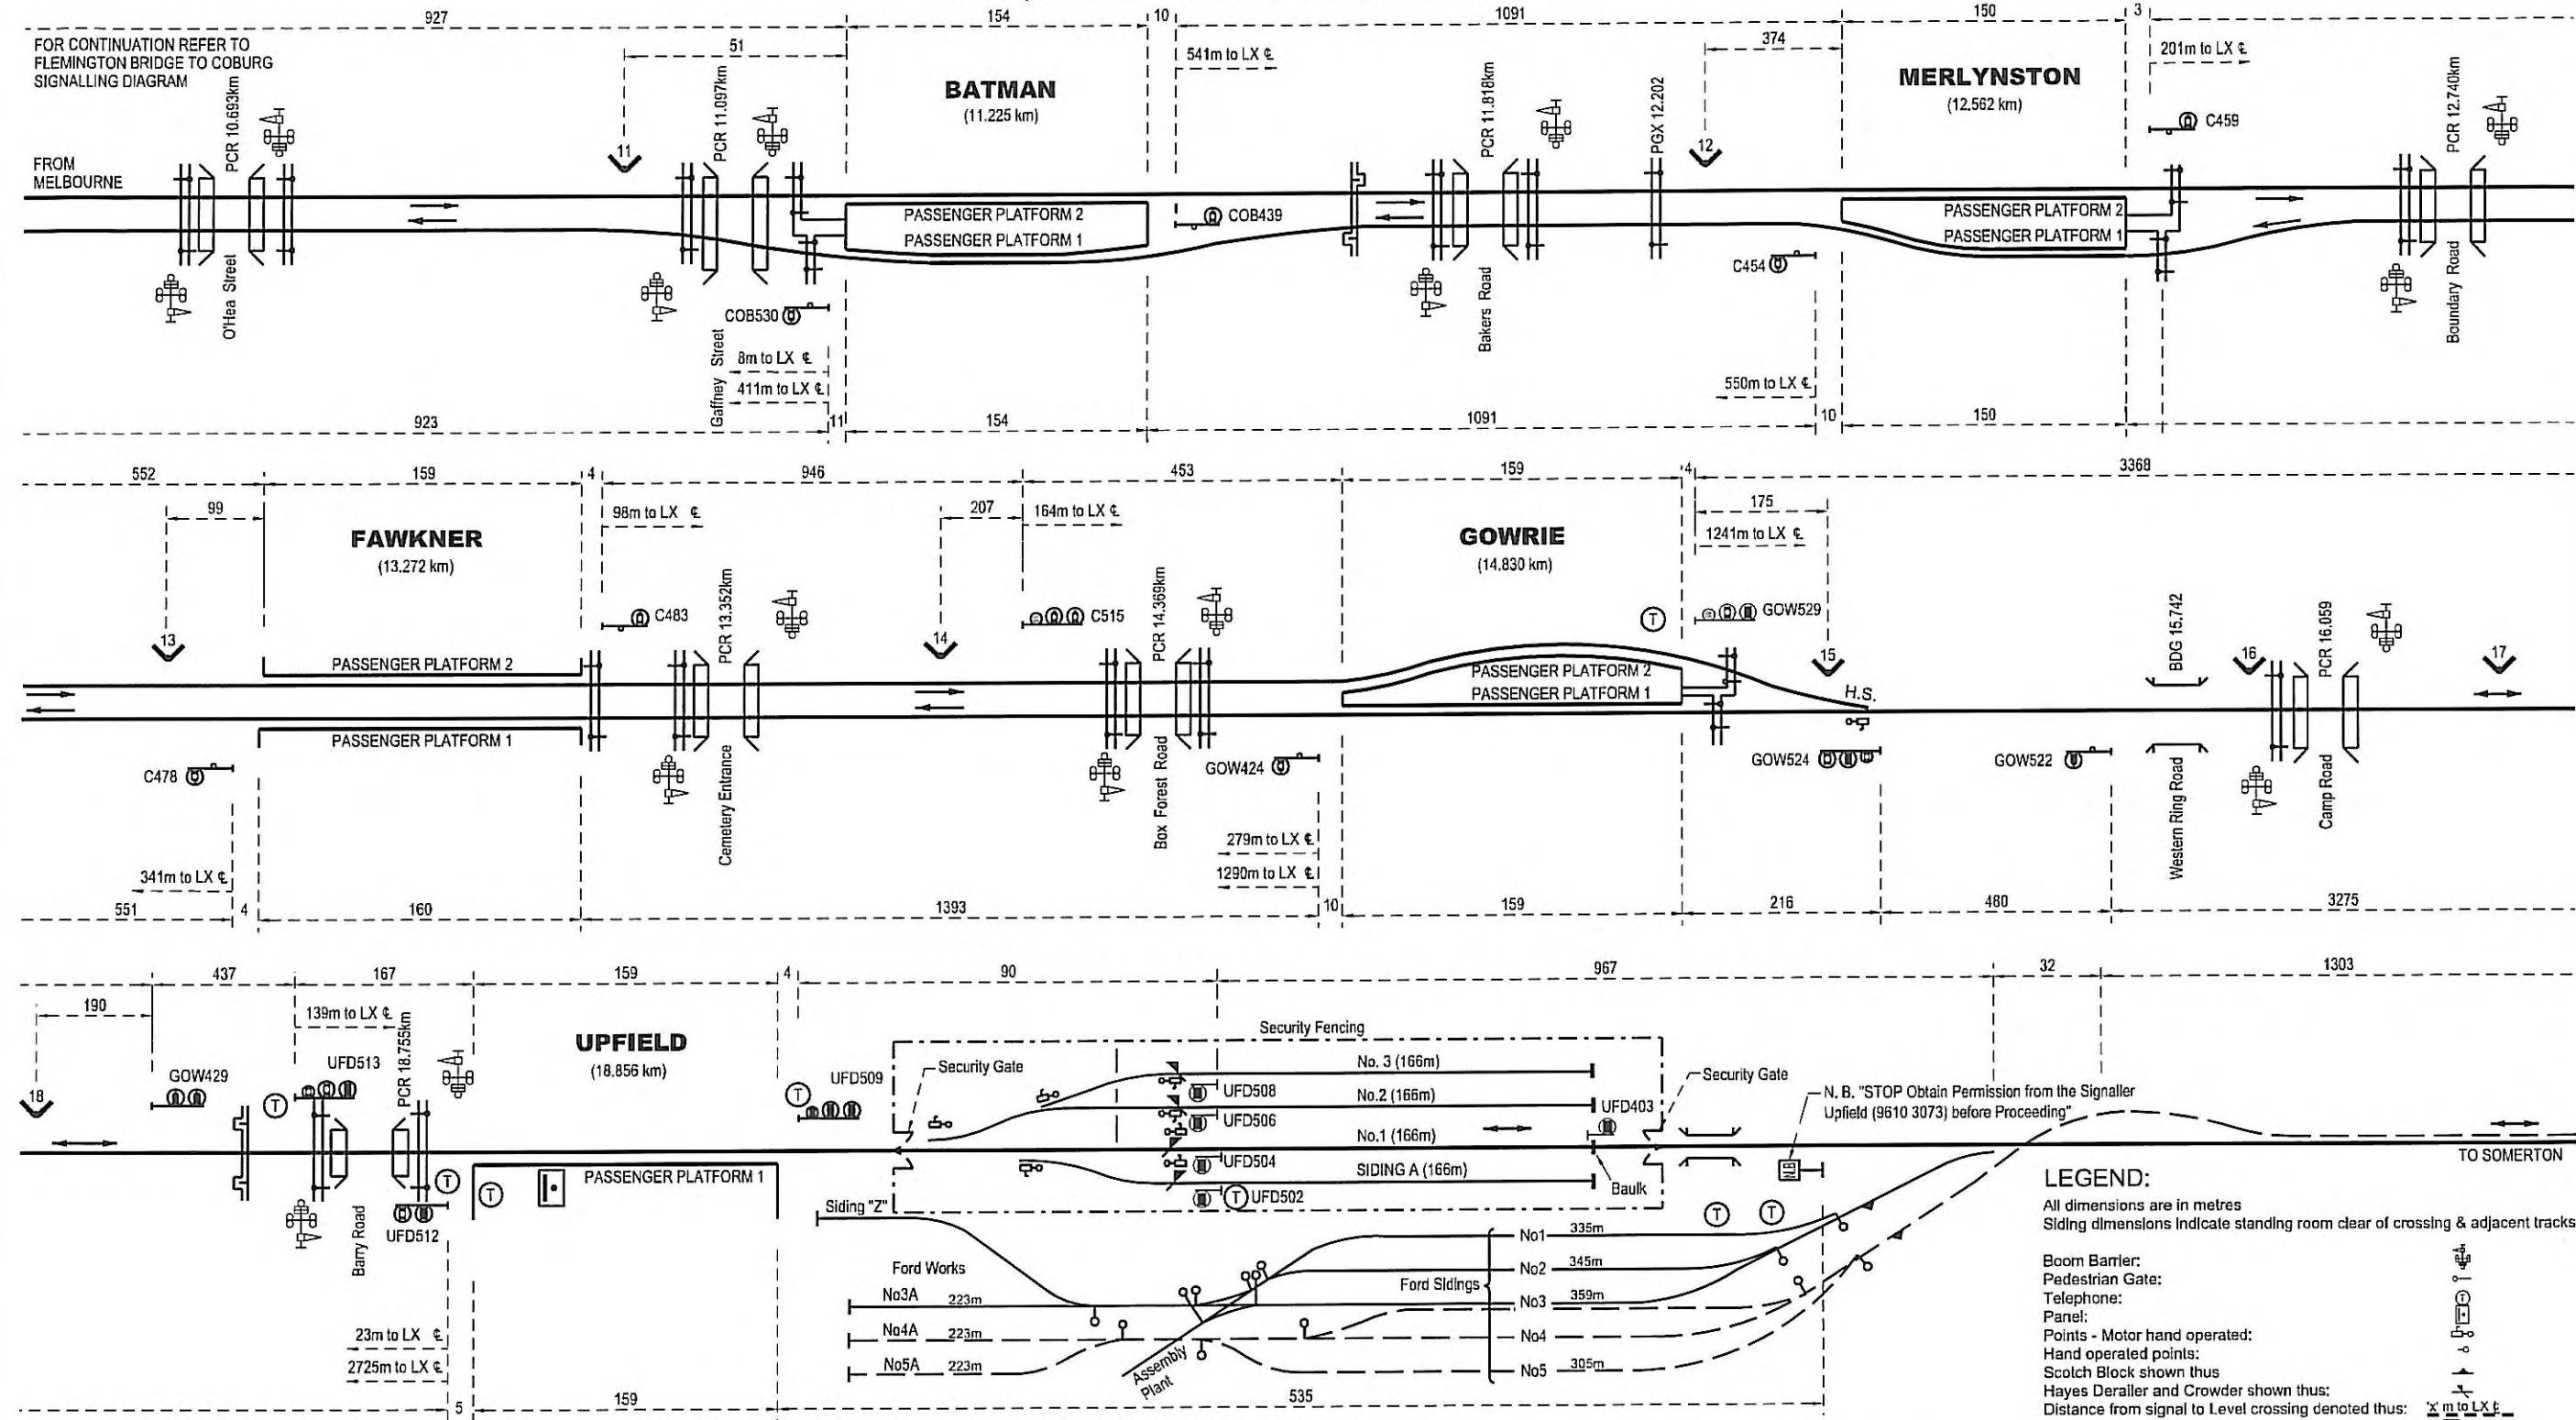 927
154
10
1091
150
3
FOR CONTINUATION REFER TO
FLEMINGTON BRIDGE TO COBURG
SIGNALLING DIAGRAM
51
541m to LX ℄
374
201m to LX ℄
BATMAN
(11.225 km)
MERLYNSTON
(12.562 km)
PCR 10.693km
PCR 11.097km
PCR 11.818km
PGX 12.202
PCR 12.740km
C459
11
12
FROM
MELBOURNE
PASSENGER PLATFORM 2
PASSENGER PLATFORM 1
COB439
PASSENGER PLATFORM 2
PASSENGER PLATFORM 1
O'Hea Street
COB530
Gaffney Street
Bakers Road
C454
Boundary Road
8m to LX ℄
411m to LX ℄
550m to LX ℄
923
11
154
1091
10
150
552
159
4
946
453
159
4
3368
99
98m to LX ℄
207
164m to LX ℄
175
1241m to LX ℄
FAWKNER
(13.272 km)
GOWRIE
(14.830 km)
C483
PCR 13.352km
C515
PCR 14.369km
T
GOW529
BDG 15.742
PCR 16.059
13
14
15
16
17
PASSENGER PLATFORM 2
PASSENGER PLATFORM 1
PASSENGER PLATFORM 2
PASSENGER PLATFORM 1
H.S.
C478
Cemetery Entrance
Box Forest Road
GOW424
GOW524
GOW522
Western Ring Road
Camp Road
341m to LX ℄
279m to LX ℄
1290m to LX ℄
551
4
160
1393
10
159
216
480
3275
437
167
159
4
90
967
32
1303
190
139m to LX ℄
UPFIELD
(18.856 km)
PCR 18.755km
18
GOW429
T
UFD513
T
UFD509
Security Fencing
Security Gate
No. 3 (166m)
UFD508
No.2 (166m)
UFD506
No.1 (166m)
UFD504
SIDING A (166m)
T
UFD502
UFD403
Baulk
Security Gate
N. B. "STOP Obtain Permission from the Signaller
Upfield (9610 3073) before Proceeding"
N.B.
TO SOMERTON
T
T
PASSENGER PLATFORM 1
UFD512
Barry Road
23m to LX ℄
2725m to LX ℄
5
159
535
Siding "Z"
Ford Works
No3A 223m
No4A 223m
No5A 223m
Assembly
Plant
Ford Sidings
No1 335m
No2 345m
No3 359m
No4
No5 305m
T
T
LEGEND:
All dimensions are in metres
Siding dimensions indicate standing room clear of crossing & adjacent tracks
Boom Barrier:
Pedestrian Gate:
Telephone:
T
Panel:
Points - Motor hand operated:
Hand operated points:
Scotch Block shown thus
Hayes Derailer and Crowder shown thus:
Distance from signal to Level crossing denoted thus: 'x' m to LX ℄